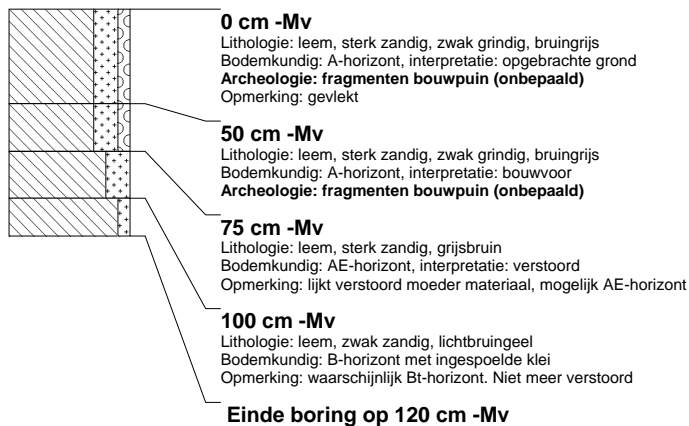 0 cm -Mv
Lithologie: leem, sterk zandig, zwak grindig, bruingrijs
Bodemkundig: A-horizont, interpretatie: opgebrachte grond
Archeologie: fragmenten bouwpuin (onbepaald)
Opmerking: gevlekt
50 cm -Mv
Lithologie: leem, sterk zandig, zwak grindig, bruingrijs
Bodemkundig: A-horizont, interpretatie: bouwvoor
Archeologie: fragmenten bouwpuin (onbepaald)
75 cm -Mv
Lithologie: leem, sterk zandig, grijsbruin
Bodemkundig: AE-horizont, interpretatie: verstoord
Opmerking: lijkt verstoord moeder materiaal, mogelijk AE-horizont
100 cm -Mv
Lithologie: leem, zwak zandig, lichtbruingeel
Bodemkundig: B-horizont met ingespoelde klei
Opmerking: waarschijnlijk Bt-horizont. Niet meer verstoord
Einde boring op 120 cm -Mv